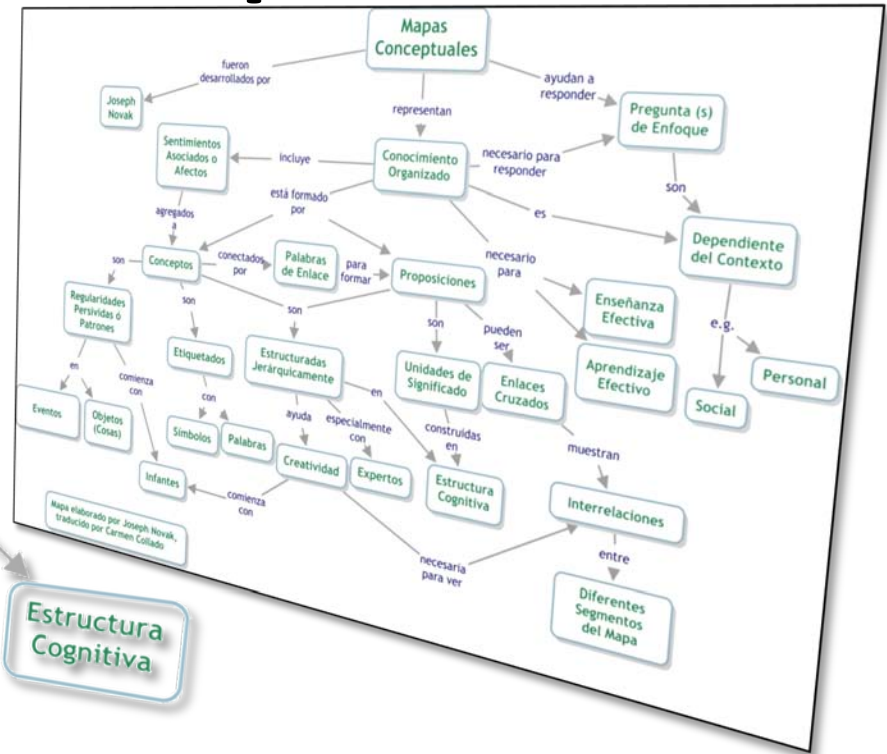 Mapas
Conceptuales
fueron
desarrollados por
ayudan a
responder
Joseph
Novak
representan
Pregunta (s)
de Enfoque
Sentimientos
Asociados o
Afectos
incluye
Conocimiento
Organizado
necesario para
responder
son
está formado
por
es
agregados
a
Dependiente
del Contexto
son
Conceptos
conectados
por
Palabras
de Enlace
para
formar
Proposiciones
necesario
para
Enseñanza
Efectiva
e.g.
Regularidades
Persividas ó
Patrones
son
son
son
pueden
ser
Etiquetados
Estructuradas
Jerárquicamente
Unidades de
Significado
Enlaces
Cruzados
Aprendizaje
Efectivo
Personal
Social
en
comienza
con
con
ayuda
especialmente
con
en
construidas
en
muestran
Eventos
Objetos
(Cosas)
Símbolos
Palabras
Creatividad
Expertos
Estructura
Cognitiva
Infantes
comienza
con
Interrelaciones
Mapa elaborado por Joseph Novak,
traducido por Carmen Collado
necesaria
para ver
entre
Diferentes
Segmentos
del Mapa
Estructura
Cognitiva